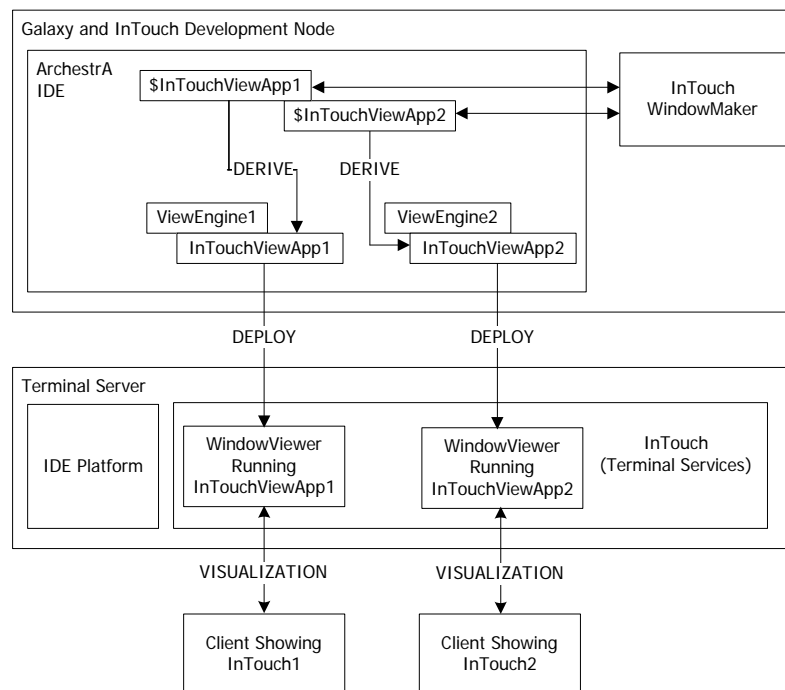 Galaxy and InTouch Development Node
ArchestrA
IDE
$InTouchViewApp1
$InTouchViewApp2
InTouch
WindowMaker
DERIVE
DERIVE
ViewEngine1
InTouchViewApp1
ViewEngine2
InTouchViewApp2
DEPLOY
DEPLOY
Terminal Server
IDE Platform
WindowViewer
Running
InTouchViewApp1
WindowViewer
Running
InTouchViewApp2
InTouch
(Terminal Services)
VISUALIZATION
VISUALIZATION
Client Showing
InTouch1
Client Showing
InTouch2